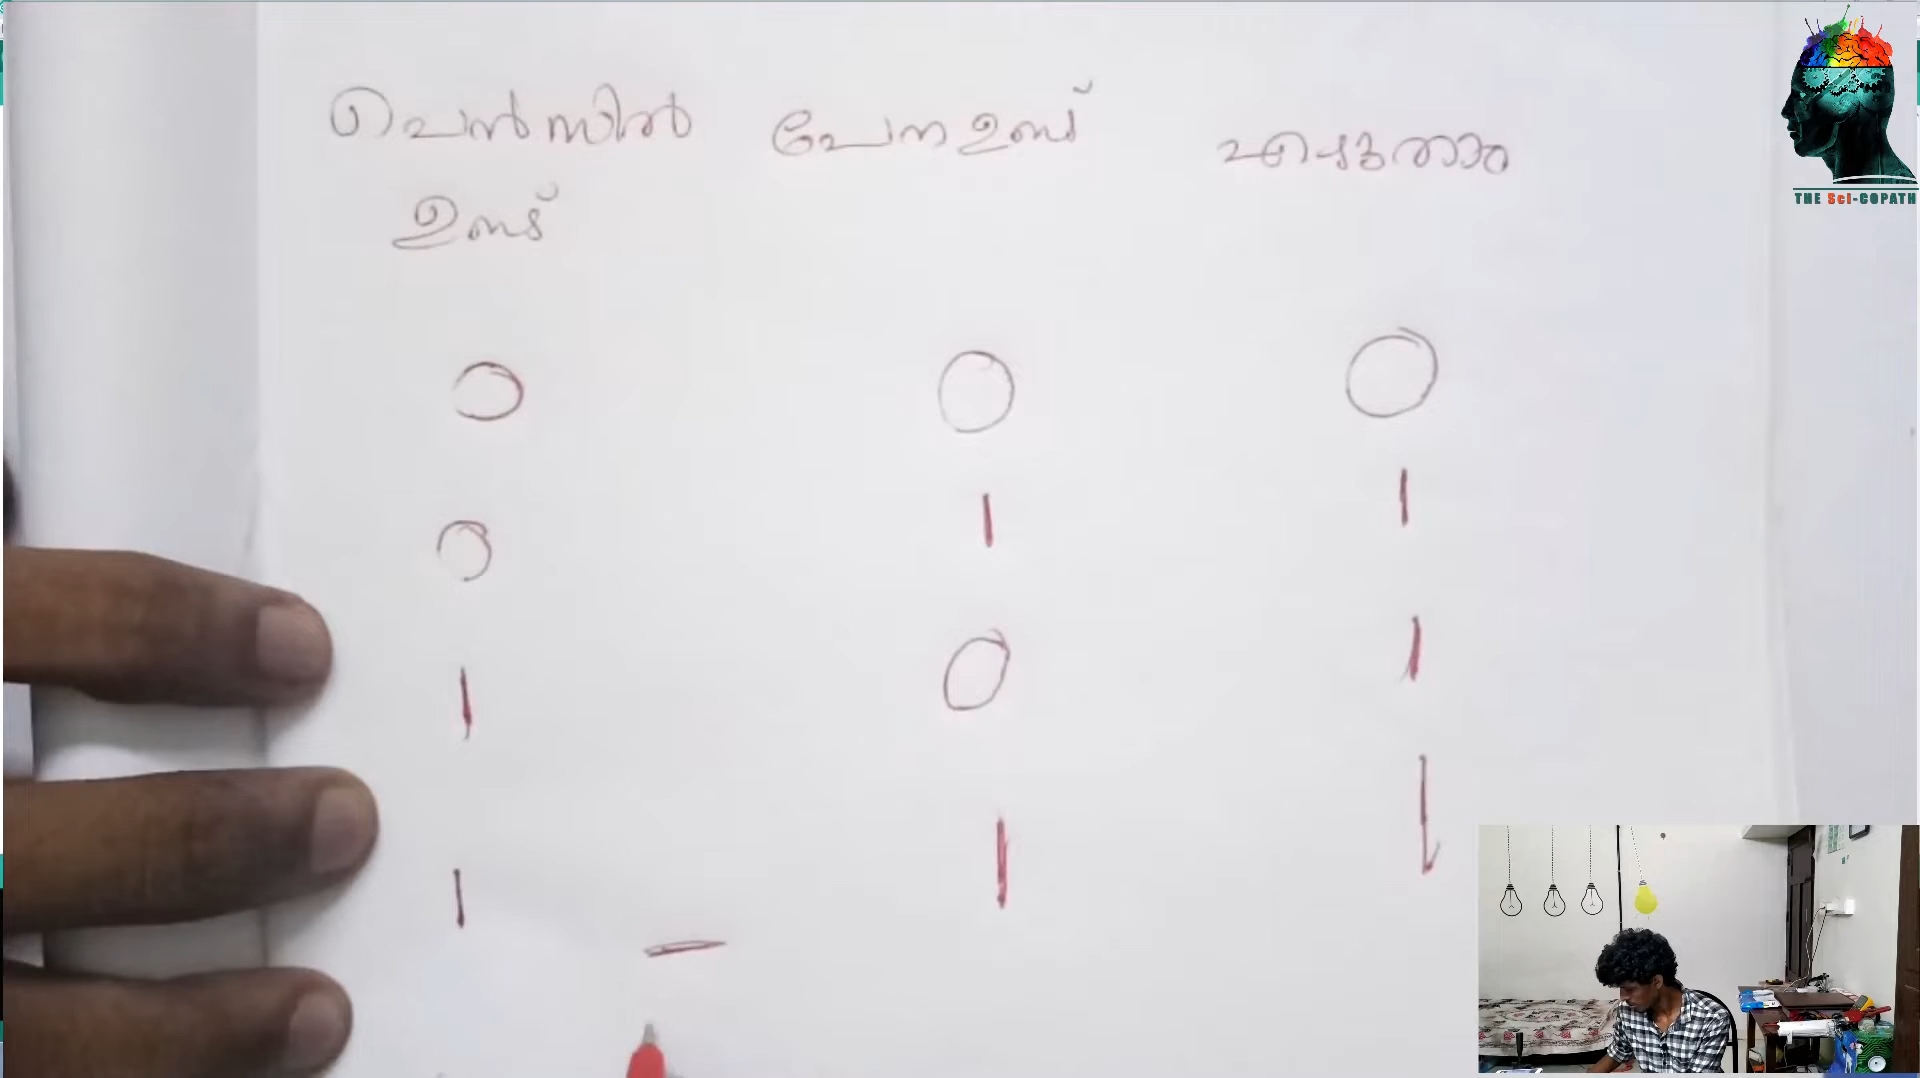 പെൻസിൽ പേന ഉണ്ട് എഴുതാം
ഉണ്ട്
0 0 0
0 1 1
1 0 1
1 1 1
THE Sci-COPATH